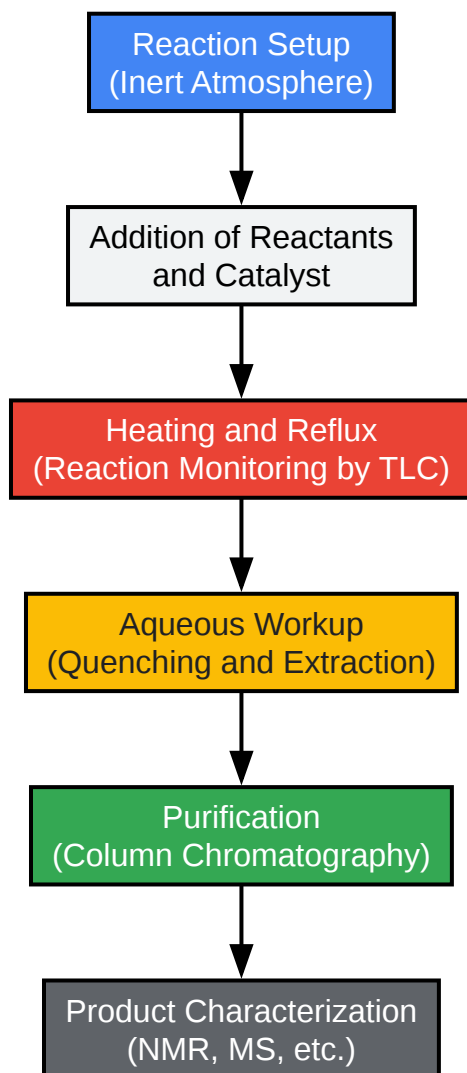 Reaction Setup
(Inert Atmosphere)
Addition of Reactants
and Catalyst
Heating and Reflux
(Reaction Monitoring by TLC)
Aqueous Workup
(Quenching and Extraction)
Purification
(Column Chromatography)
Product Characterization
(NMR, MS, etc.)